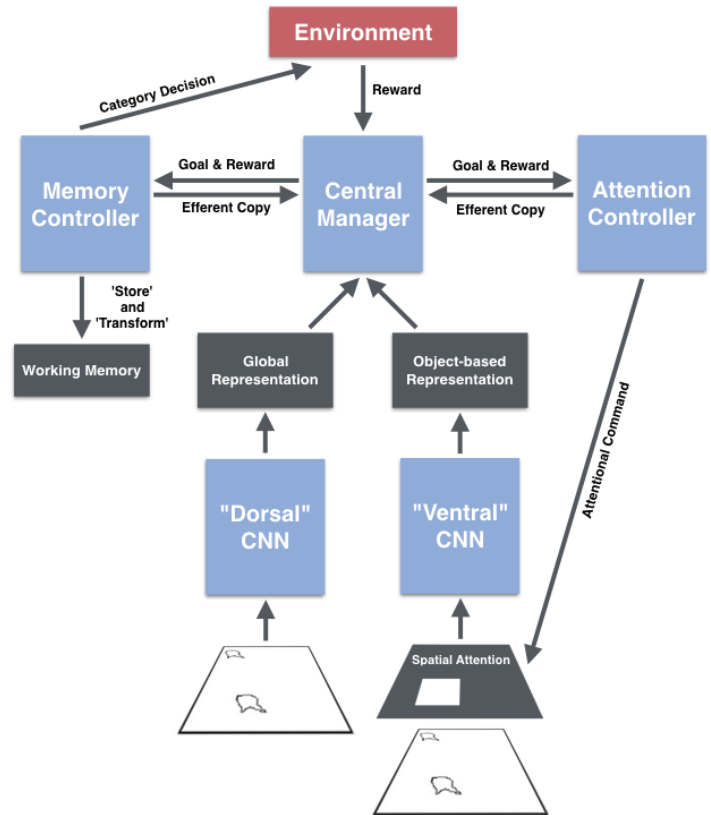 Environment
Category Decision
Reward
Memory
Controller
Goal & Reward
Efferent Copy
Central
Manager
Goal & Reward
Efferent Copy
Attention
Controller
'Store'
and
'Transform'
Working Memory
Global
Representation
Object-based
Representation
Attentional Command
"Dorsal"
CNN
"Ventral"
CNN
Spatial Attention